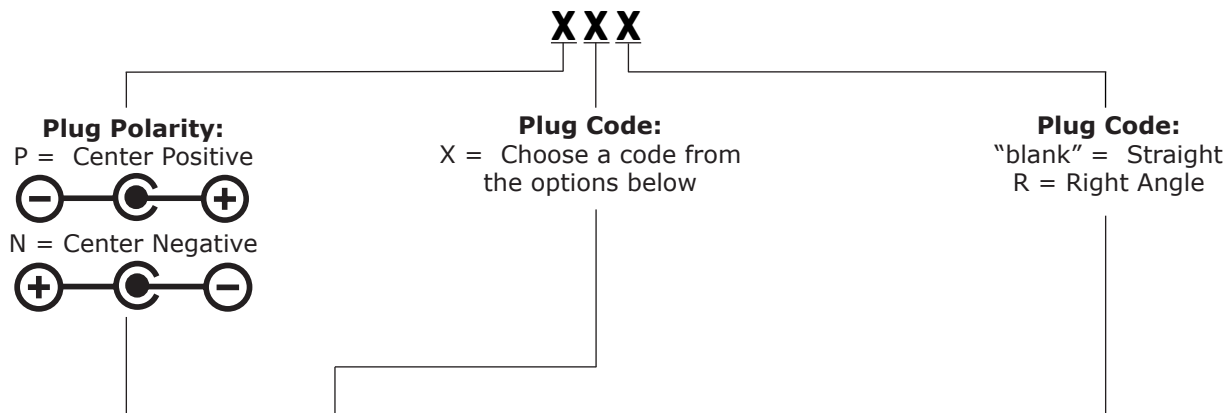 XXX
Plug Polarity:
P = Center Positive
N = Center Negative
Plug Code:
X = Choose a code from
the options below
Plug Code:
“blank” = Straight
R = Right Angle